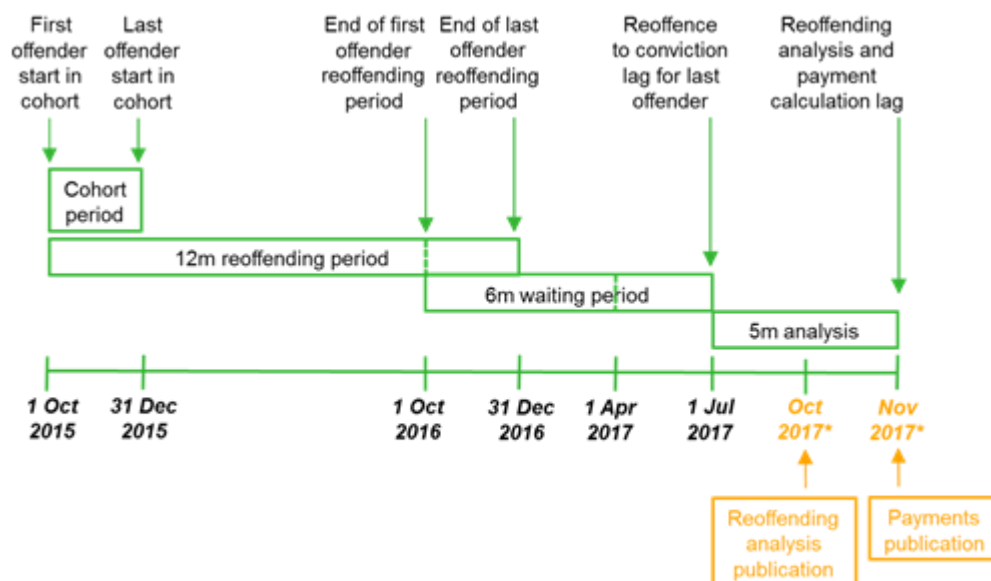 First
offender
start in
cohort
Last
offender
start in
cohort
End of first
offender
reoffending
period
End of last
offender
reoffending
period
Reoffence
to conviction
lag for last
offender
Reoffending
analysis and
payment
calculation lag
Cohort
period
12m reoffending period
6m waiting period
5m analysis
1 Oct
2015
31 Dec
2015
1 Oct
2016
31 Dec
2016
1 Apr
2017
1 Jul
2017
Oct
2017*
Nov
2017*
Reoffending
analysis
publication
Payments
publication